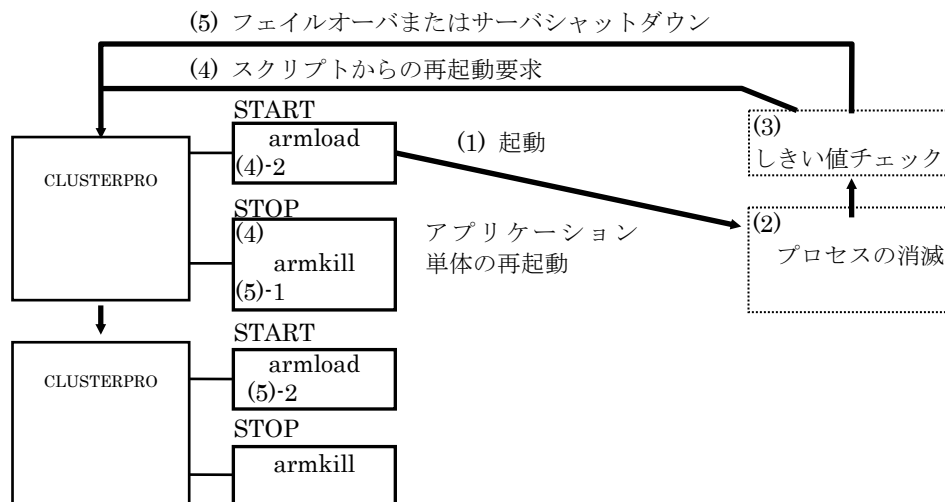 (5) フェイルオーバまたはサーバシャットダウン
(4) スクリプトからの再起動要求
START
armload
(4)-2
(1) 起動
(3)
しきい値チェック
CLUSTERPRO
STOP
(4)
armkill
(5)-1
アプリケーション
単体の再起動
(2)
プロセスの消滅
START
armload
(5)-2
CLUSTERPRO
STOP
armkill